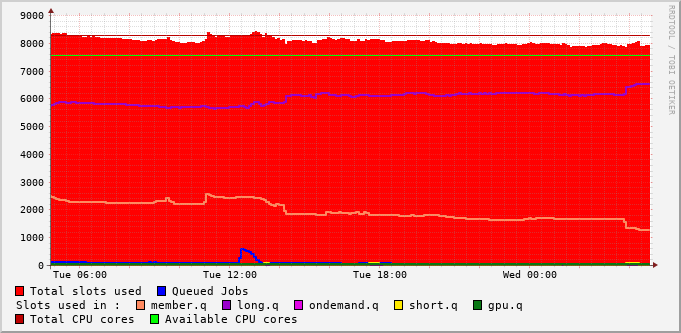 9000
8000
7000
6000
5000
4000
3000
2000
1000
0
Tue 06:00 Tue 12:00 Tue 18:00 Wed 00:00
Total slots used Queued Jobs
Slots used in : member.q long.q ondemand.q short.q gpu.q
Total CPU cores Available CPU cores
RRDTOOL / TOBI OETIKER